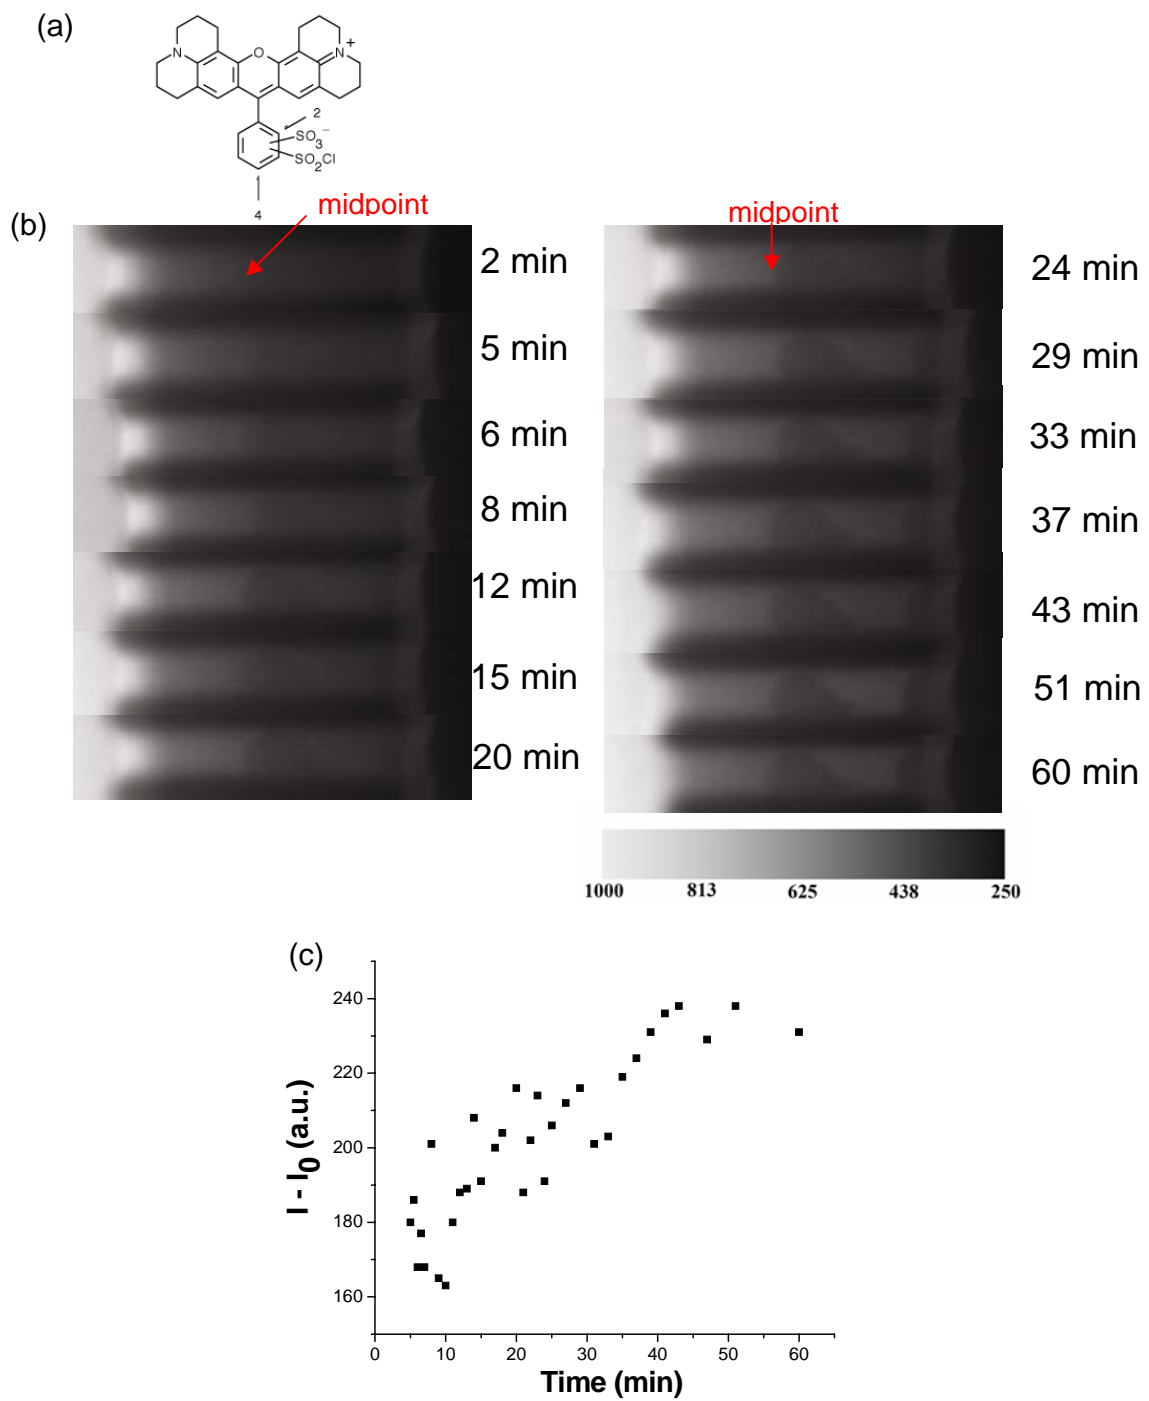 (a)
N
O
N
+
2
SO3–
SO2Cl
4
midpoint
midpoint
(b)
2 min
5 min
6 min
8 min
12 min
15 min
20 min
24 min
29 min
33 min
37 min
43 min
51 min
60 min
1000 813 625 438 250
(c)
240
220
200
180
160
I - I0 (a.u.)
0 10 20 30 40 50 60
Time (min)